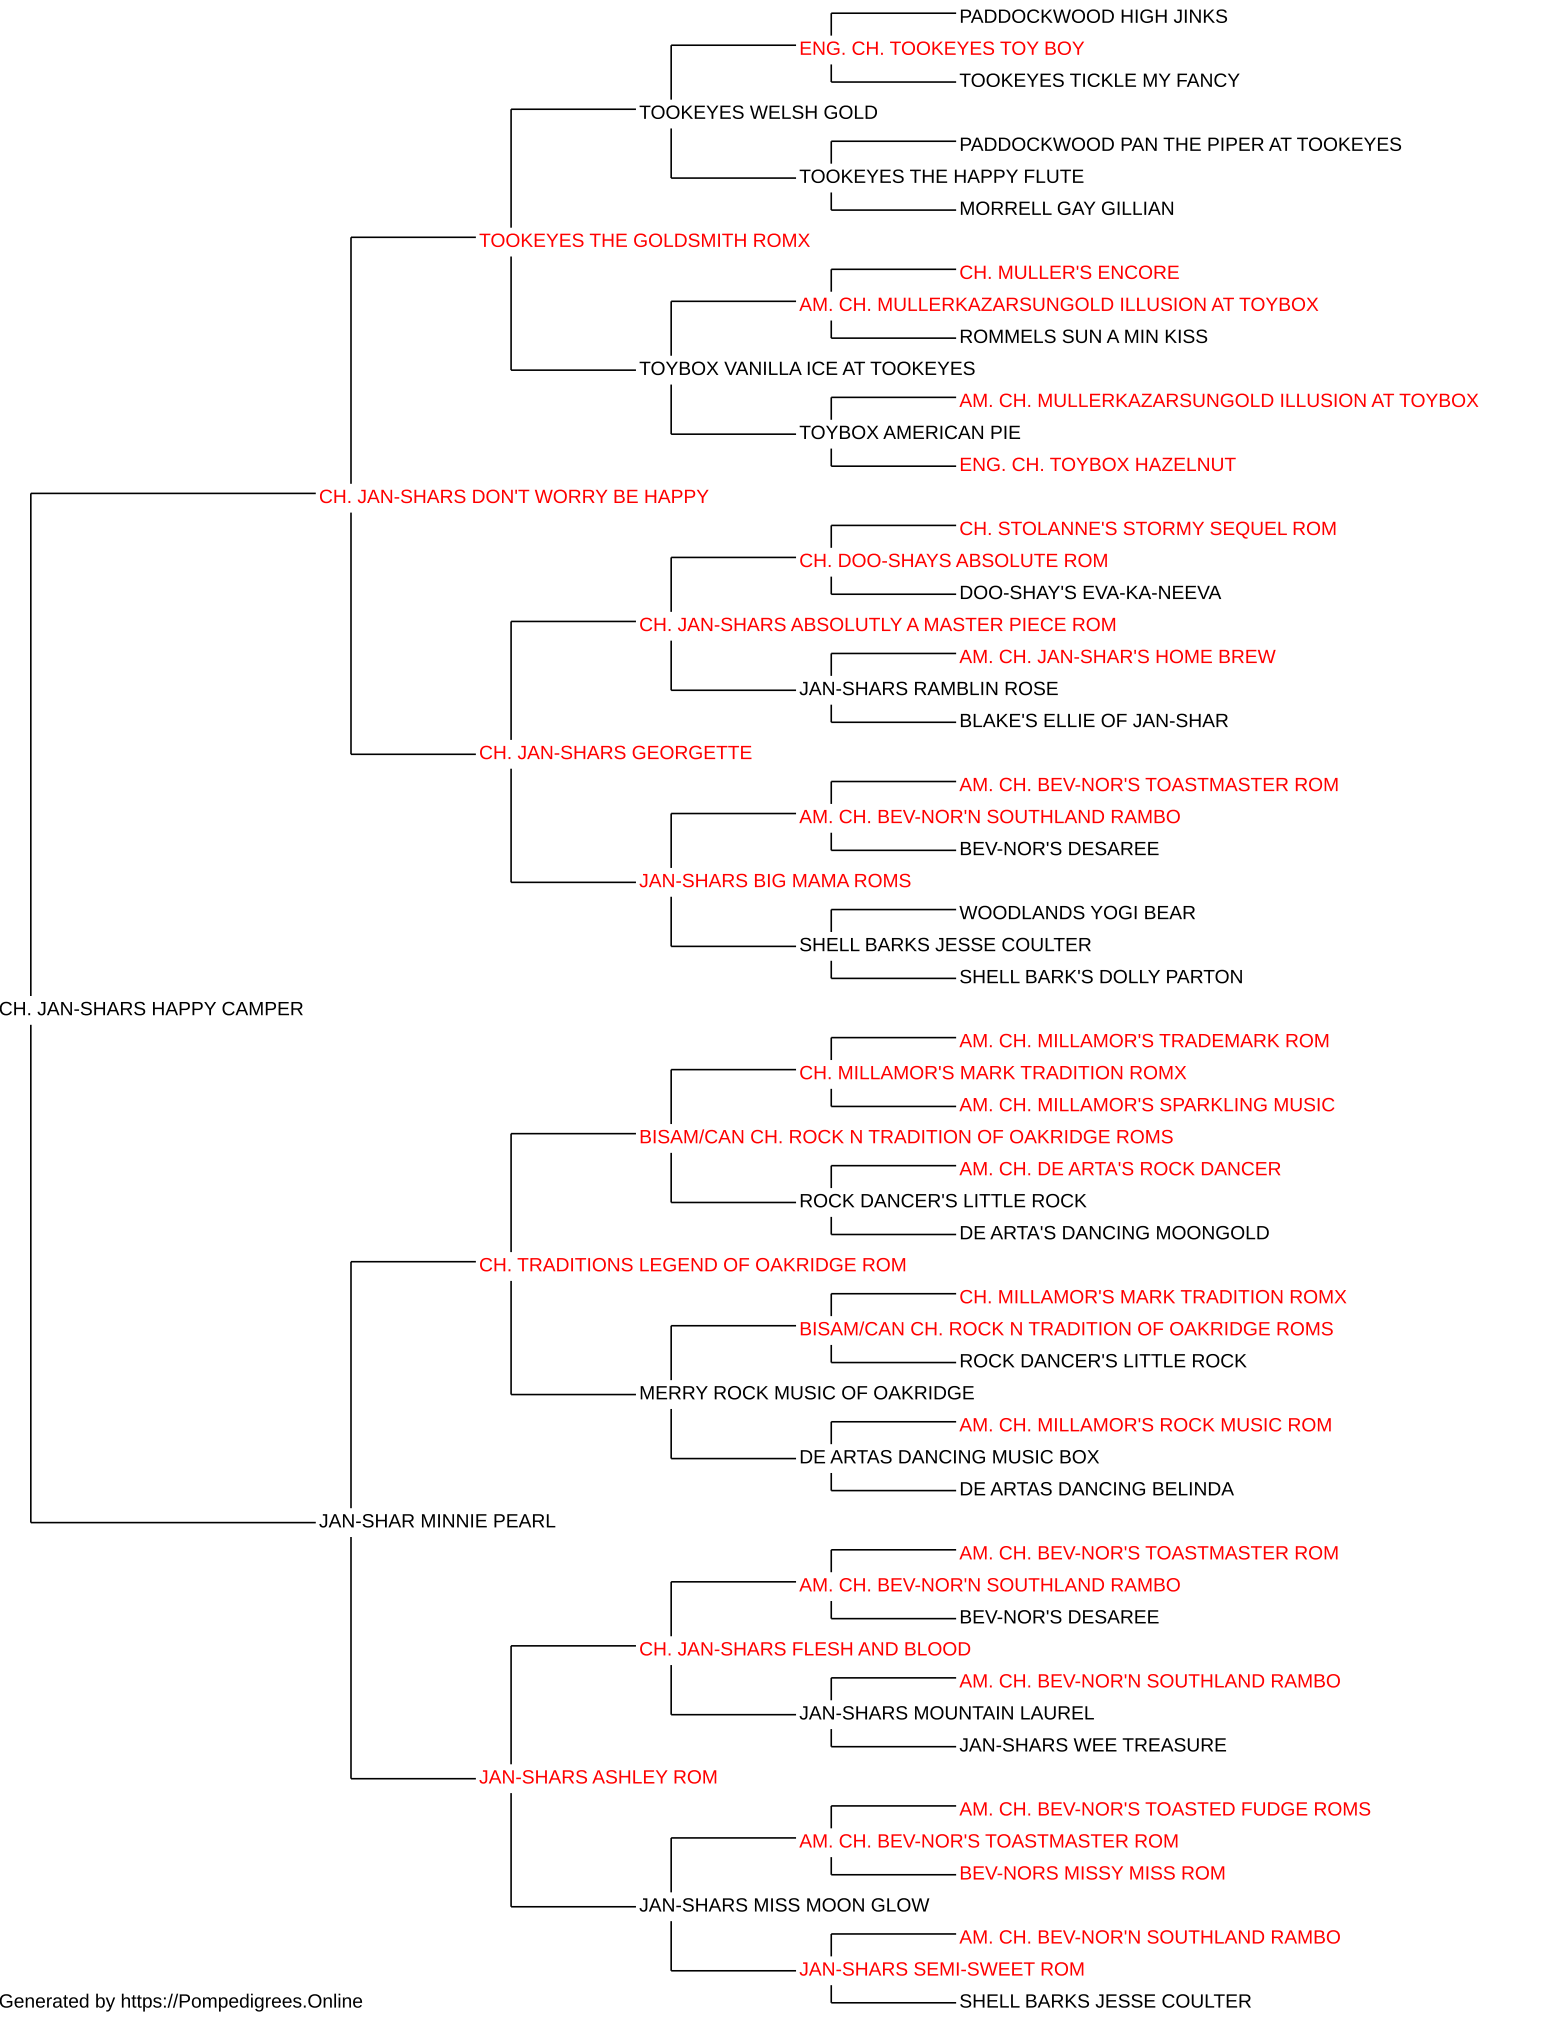 PADDOCKWOOD HIGH JINKS
ENG. CH. TOOKEYES TOY BOY
TOOKEYES TICKLE MY FANCY
TOOKEYES WELSH GOLD
PADDOCKWOOD PAN THE PIPER AT TOOKEYES
TOOKEYES THE HAPPY FLUTE
MORRELL GAY GILLIAN
TOOKEYES THE GOLDSMITH ROMX
CH. MULLER'S ENCORE
AM. CH. MULLERKAZARSUNGOLD ILLUSION AT TOYBOX
ROMMELS SUN A MIN KISS
TOYBOX VANILLA ICE AT TOOKEYES
AM. CH. MULLERKAZARSUNGOLD ILLUSION AT TOYBOX
TOYBOX AMERICAN PIE
ENG. CH. TOYBOX HAZELNUT
CH. JAN-SHARS DON'T WORRY BE HAPPY
CH. STOLANNE'S STORMY SEQUEL ROM
CH. DOO-SHAYS ABSOLUTE ROM
DOO-SHAY'S EVA-KA-NEEVA
CH. JAN-SHARS ABSOLUTLY A MASTER PIECE ROM
AM. CH. JAN-SHAR'S HOME BREW
JAN-SHARS RAMBLIN ROSE
BLAKE'S ELLIE OF JAN-SHAR
CH. JAN-SHARS GEORGETTE
AM. CH. BEV-NOR'S TOASTMASTER ROM
AM. CH. BEV-NOR'N SOUTHLAND RAMBO
BEV-NOR'S DESAREE
JAN-SHARS BIG MAMA ROMS
WOODLANDS YOGI BEAR
SHELL BARKS JESSE COULTER
SHELL BARK'S DOLLY PARTON
CH. JAN-SHARS HAPPY CAMPER
AM. CH. MILLAMOR'S TRADEMARK ROM
CH. MILLAMOR'S MARK TRADITION ROMX
AM. CH. MILLAMOR'S SPARKLING MUSIC
BISAM/CAN CH. ROCK N TRADITION OF OAKRIDGE ROMS
AM. CH. DE ARTA'S ROCK DANCER
ROCK DANCER'S LITTLE ROCK
DE ARTA'S DANCING MOONGOLD
CH. TRADITIONS LEGEND OF OAKRIDGE ROM
CH. MILLAMOR'S MARK TRADITION ROMX
BISAM/CAN CH. ROCK N TRADITION OF OAKRIDGE ROMS
ROCK DANCER'S LITTLE ROCK
MERRY ROCK MUSIC OF OAKRIDGE
AM. CH. MILLAMOR'S ROCK MUSIC ROM
DE ARTAS DANCING MUSIC BOX
DE ARTAS DANCING BELINDA
JAN-SHAR MINNIE PEARL
AM. CH. BEV-NOR'S TOASTMASTER ROM
AM. CH. BEV-NOR'N SOUTHLAND RAMBO
BEV-NOR'S DESAREE
CH. JAN-SHARS FLESH AND BLOOD
AM. CH. BEV-NOR'N SOUTHLAND RAMBO
JAN-SHARS MOUNTAIN LAUREL
JAN-SHARS WEE TREASURE
JAN-SHARS ASHLEY ROM
AM. CH. BEV-NOR'S TOASTED FUDGE ROMS
AM. CH. BEV-NOR'S TOASTMASTER ROM
BEV-NORS MISSY MISS ROM
JAN-SHARS MISS MOON GLOW
AM. CH. BEV-NOR'N SOUTHLAND RAMBO
JAN-SHARS SEMI-SWEET ROM
SHELL BARKS JESSE COULTER
Generated by https://Pompedigrees.Online